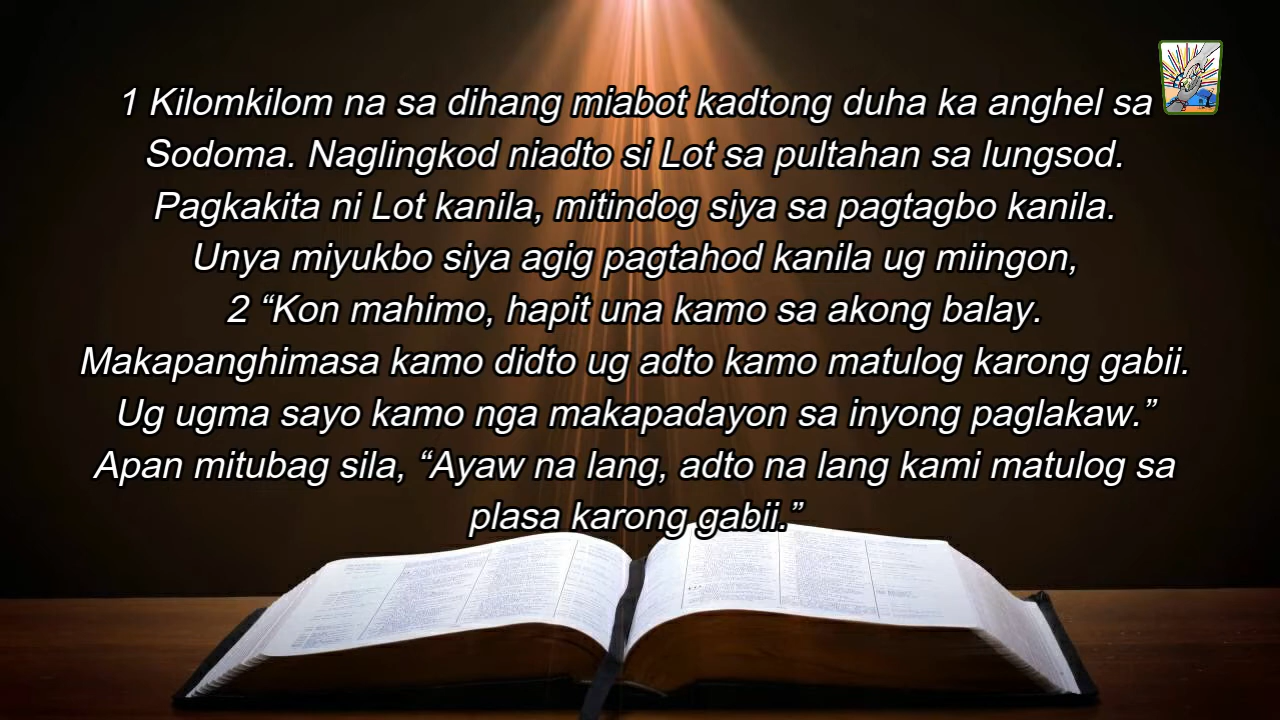 1 Kilomkilom na sa dihang miabot kadtong duha ka anghel sa
Sodoma. Naglingkod niadto si Lot sa pultahan sa lungsod.
Pagkakita ni Lot kanila, mitindog siya sa pagtagbo kanila.
Unya miyukbo siya agig pagtahod kanila ug miingon,
2 “Kon mahimo, hapit una kamo sa akong balay.
Makapanghimasa kamo didto ug adto kamo matulog karong gabii.
Ug ugma sayo kamo nga makapadayon sa inyong paglakaw.”
Apan mitubag sila, “Ayaw na lang, adto na lang kami matulog sa
plasa karong gabii.”